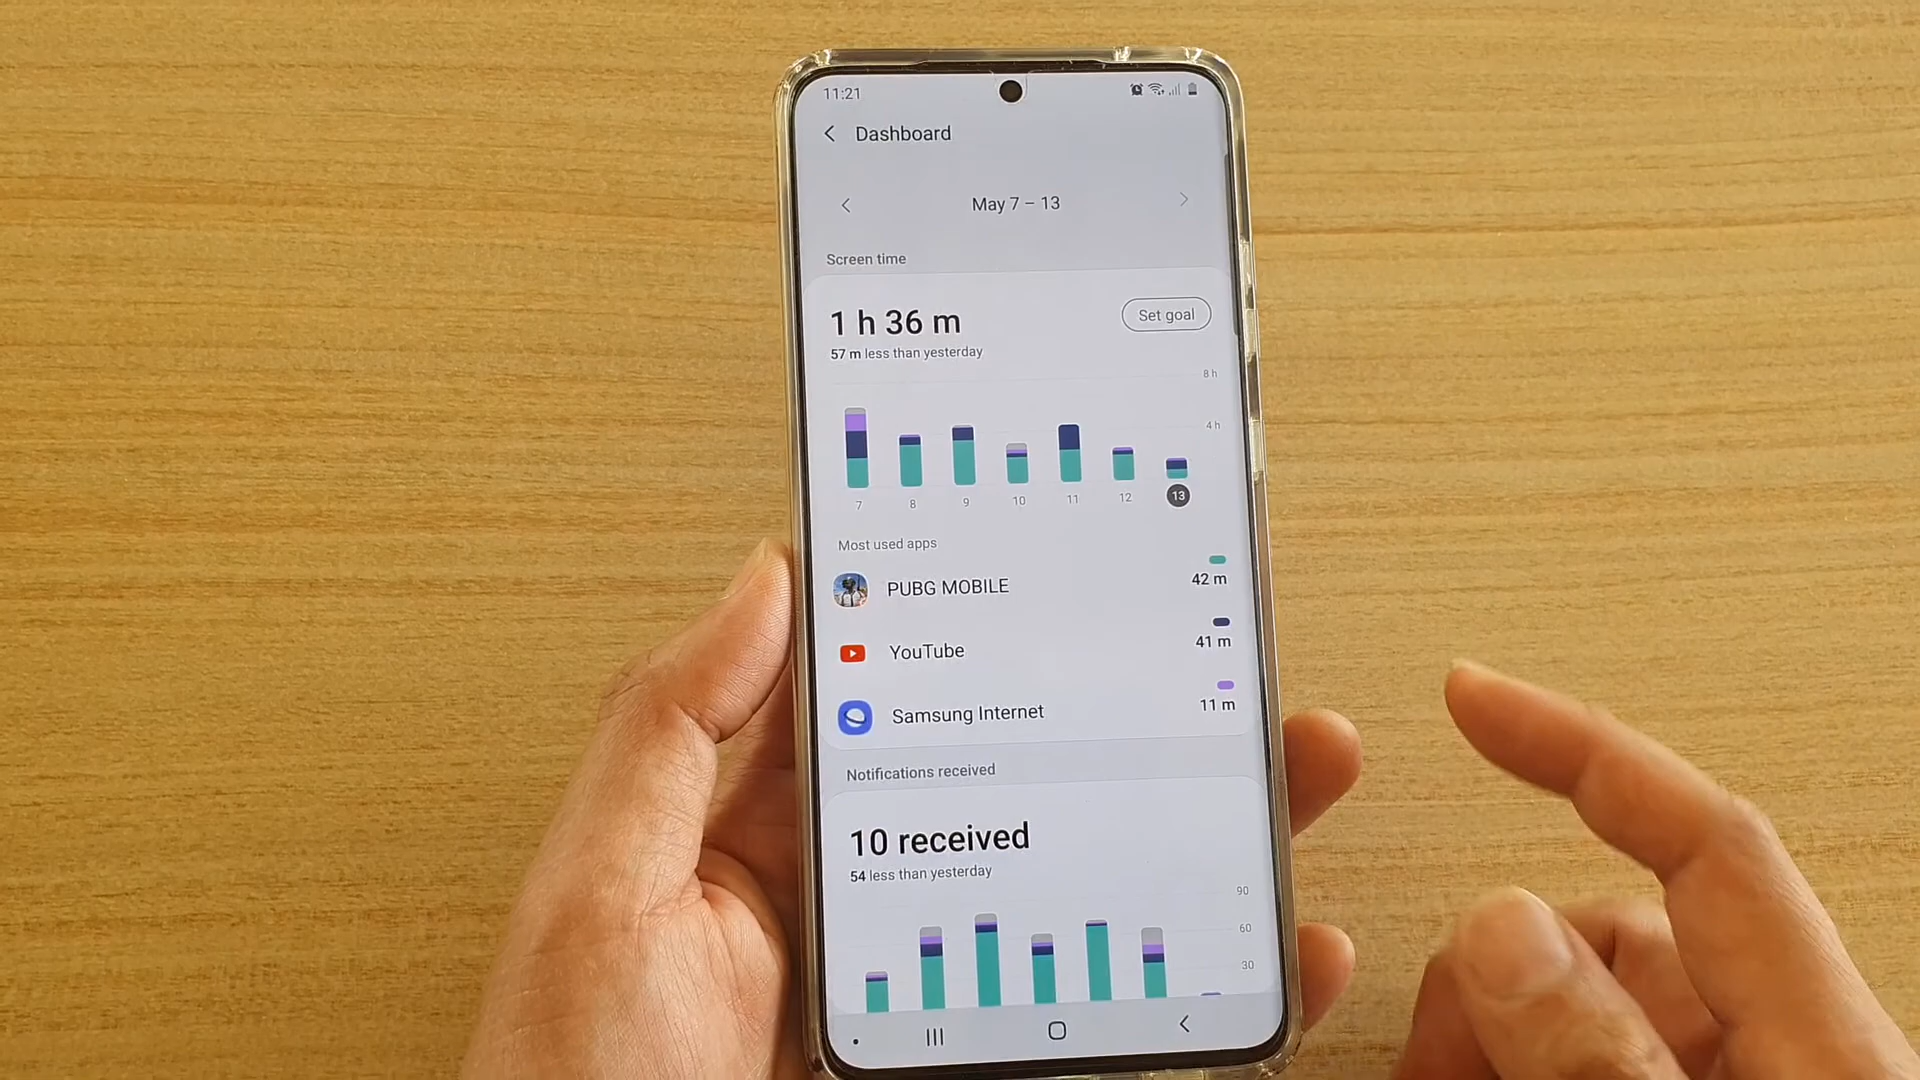 11:21
Dashboard
May 7 – 13
Screen time
1 h 36 m
Set goal
57 m less than yesterday
8 h
4 h
7 8 9 10 11 12 13
Most used apps
PUBG MOBILE
42 m
YouTube
41 m
Samsung Internet
11 m
Notifications received
10 received
54 less than yesterday
90
60
30